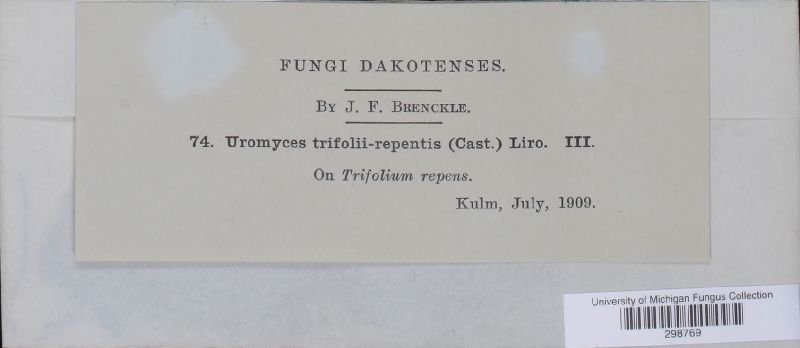 FUNGI DAKOTENSES.
By J. F. Brenckle.
74. Uromyces trifolii-repentis (Cast.) Liro. III.
On Trifolium repens.
Kulm, July, 1909.
University of Michigan Fungus Collection
298769